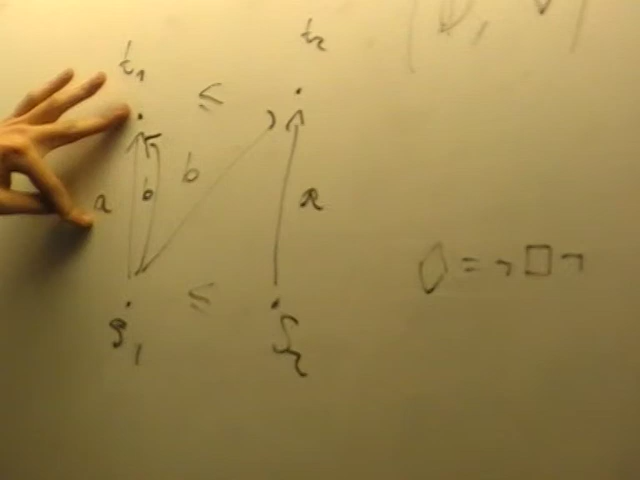 t₁ ≤ t₂
a b b a
s₁ ≤ s₂
◊ = ¬ □ ¬